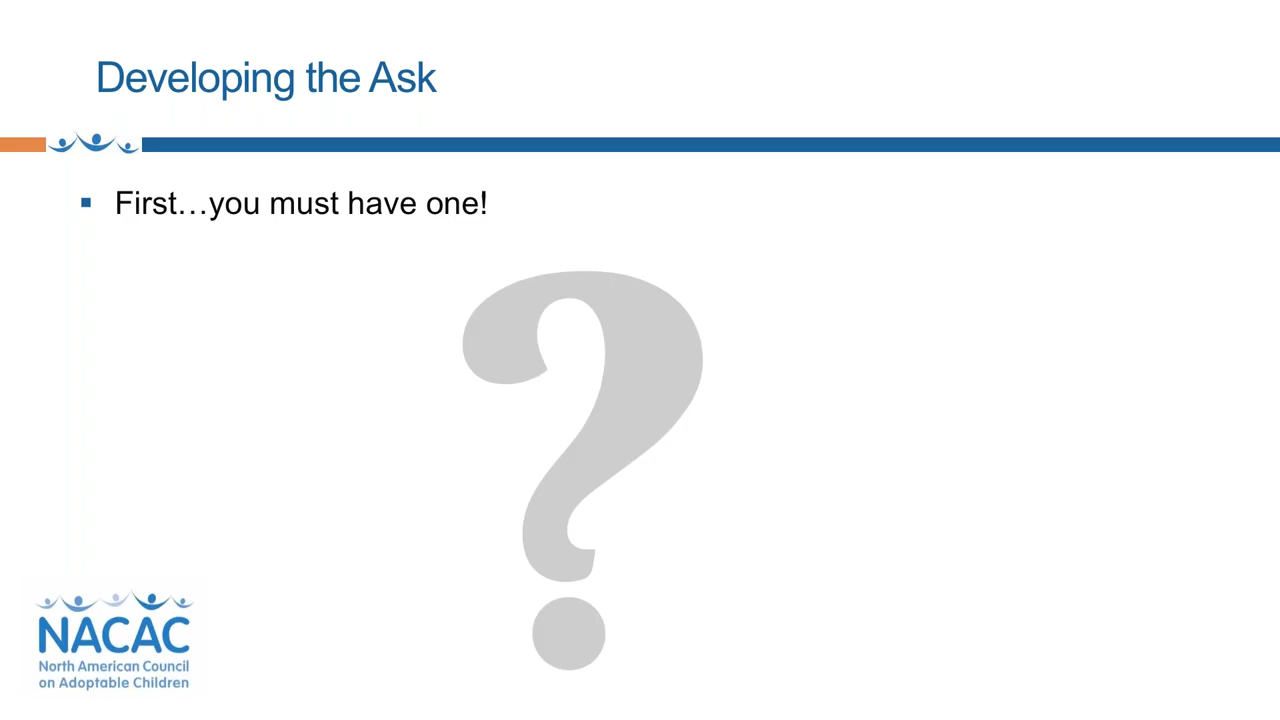 Developing the Ask
▪ First…you must have one!
?
NACAC
North American Council
on Adoptable Children